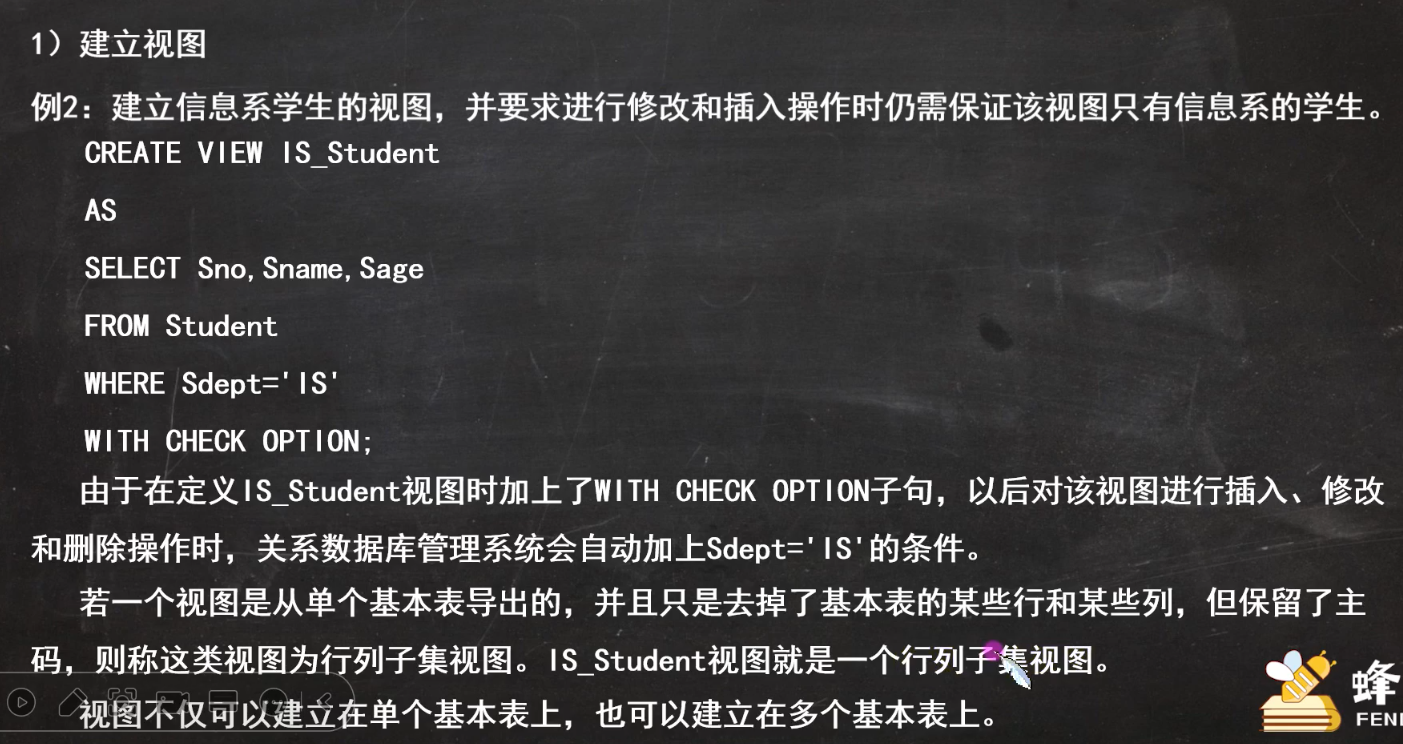 1）建立视图
例2：建立信息系学生的视图，并要求进行修改和插入操作时仍需保证该视图只有信息系的学生。
CREATE VIEW IS_Student
AS
SELECT Sno,Sname,Sage
FROM Student
WHERE Sdept='IS'
WITH CHECK OPTION;
由于在定义IS_Student视图时加上了WITH CHECK OPTION子句，以后对该视图进行插入、修改
和删除操作时，关系数据库管理系统会自动加上Sdept='IS'的条件。
若一个视图是从单个基本表导出的，并且只是去掉了基本表的某些行和某些列，但保留了主
码，则称这类视图为行列子集视图。IS_Student视图就是一个行列子集视图。
视图不仅可以建立在单个基本表上，也可以建立在多个基本表上。
蜂
FEN